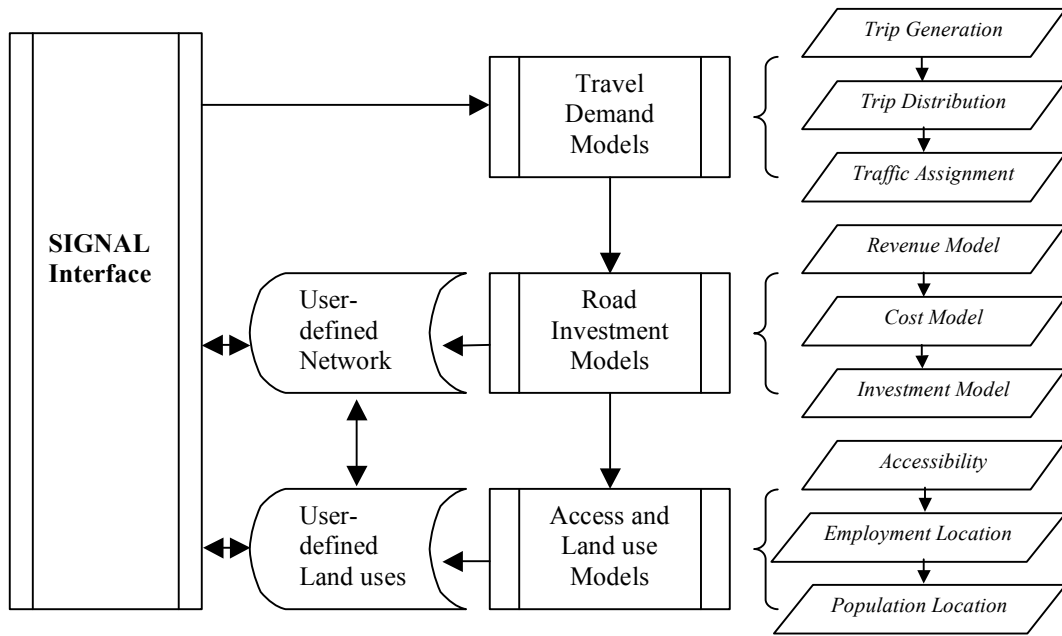 SIGNAL
Interface
Travel
Demand
Models
Trip Generation
Trip Distribution
Traffic Assignment
User-
defined
Network
Road
Investment
Models
Revenue Model
Cost Model
Investment Model
User-
defined
Land uses
Access and
Land use
Models
Accessibility
Employment Location
Population Location